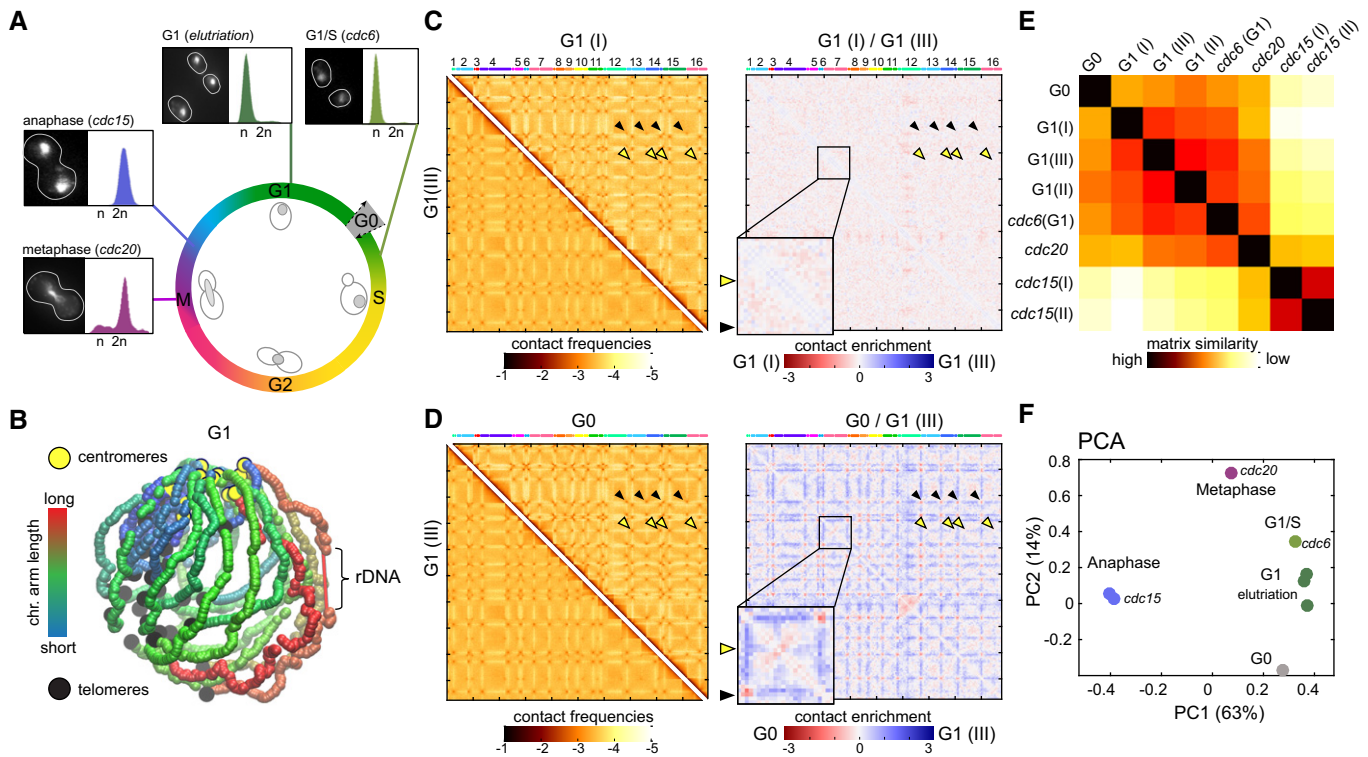 A
G1 (elutriation)
n 2n
G1/S (cdc6)
n 2n
anaphase (cdc15)
n 2n
metaphase (cdc20)
n 2n
G1
G0
S
G2
M
B
G1
centromeres
long
chr. arm length
short
rDNA
telomeres
C
G1 (I)
1 2 3 4 5 6 7 8 9 10 11 12 13 14 15 16
G1(III)
contact frequencies
-1 -2 -3 -4 -5
G1 (I) / G1 (III)
1 2 3 4 5 6 7 8 9 10 11 12 13 14 15 16
contact enrichment
G1 (I) G1 (III)
-3 0 3
D
G0
G1 (III)
contact frequencies
-1 -2 -3 -4 -5
G0 / G1 (III)
contact enrichment
G0 G1 (III)
-3 0 3
E
G0 G1 (I) G1 (III) G1 (II) cdc6 (G1) cdc20 cdc15 (I) cdc15 (II)
G0
G1(I)
G1(III)
G1(II)
cdc6(G1)
cdc20
cdc15(I)
cdc15(II)
high matrix similarity low
F
PCA
0.8
0.6
0.4
0.2
0
-0.2
PC2 (14%)
cdc20
Metaphase
G1/S
cdc6
Anaphase
cdc15
G1
elutriation
G0
-0.4 -0.2 0 0.2 0.4
PC1 (63%)